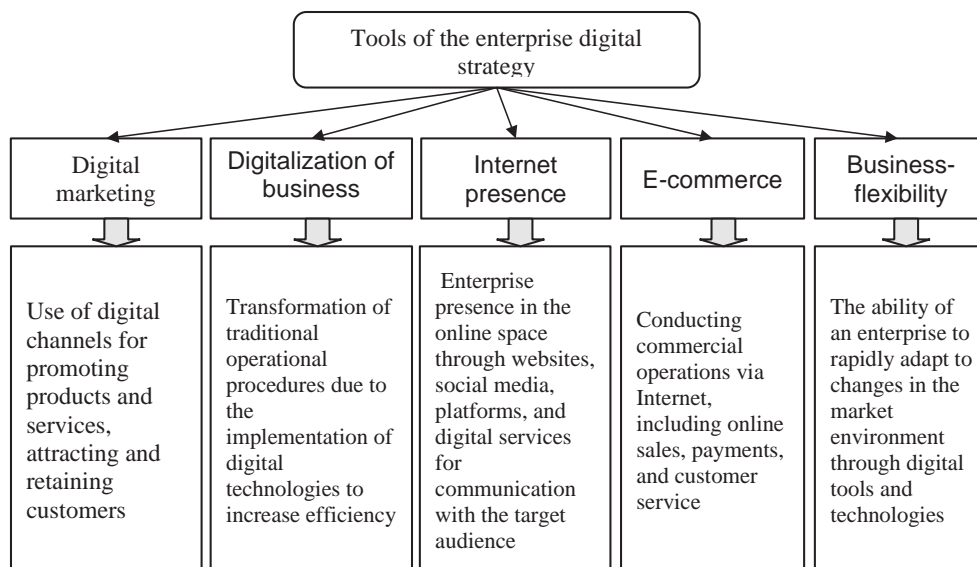 Tools of the enterprise digital
strategy
Digital
marketing
Digitalization of
business
Internet
presence
E-commerce
Business-
flexibility
Use of digital
channels for
promoting
products and
services,
attracting and
retaining
customers
Transformation of
traditional
operational
procedures due to
the
implementation of
digital
technologies to
increase efficiency
Enterprise
presence in the
online space
through websites,
social media,
platforms, and
digital services for
communication
with the target
audience
Conducting
commercial
operations via
Internet,
including online
sales, payments,
and customer
service
The ability of
an enterprise to
rapidly adapt to
changes in the
market
environment
through digital
tools and
technologies